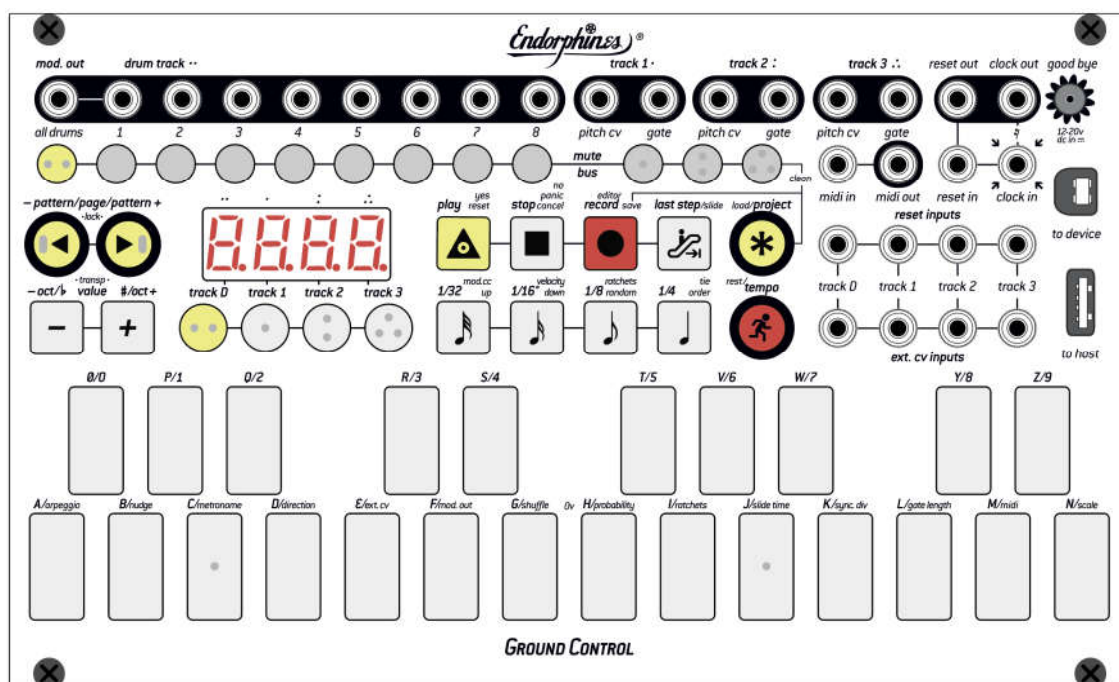 Endorphin.es ®
mod. out drum track ·· track 1 · track 2 : track 3 ∴ reset out clock out good bye
all drums 1 2 3 4 5 6 7 8 pitch cv gate pitch cv gate pitch cv gate 12-20v
dc in
mute
bus
clean
midi in midi out reset in clock in
– pattern/page/pattern +
·lock·
play yes
reset
stop no
panic
cancel
editor
record save
last step/slide
load/project
reset inputs
to device
·transp·
– oct/♭ value #/oct +
track D track 1 track 2 track 3
1/32 mod.cc
up
1/16" velocity
down
1/8 ratchets
random
1/4 tie
order
rest/
tempo
track D track 1 track 2 track 3
– +
ext. cv inputs
to host
Ø/0 P/1 Q/2 R/3 S/4 T/5 V/6 W/7 Y/8 Z/9
A/arpeggio B/nudge C/metronome D/direction E/ext.cv F/mod.out G/shuffle 0v H/probability I/ratchets J/slide time K/sync.div L/gate length M/midi N/scale
GROUND CONTROL